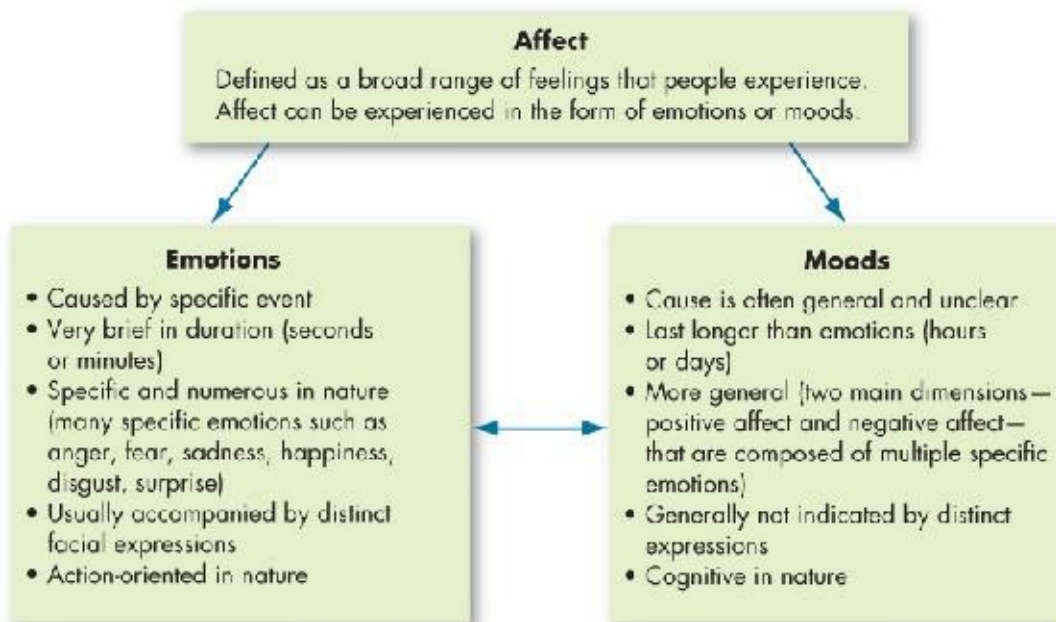 Affect
Defined as a broad range of feelings that people experience.
Affect can be experienced in the form of emotions or moods.
Emotions
• Caused by specific event
• Very brief in duration (seconds
or minutes)
• Specific and numerous in nature
(many specific emotions such as
anger, fear, sadness, happiness,
disgust, surprise)
• Usually accompanied by distinct
facial expressions
• Action-oriented in nature
Moods
• Cause is often general and unclear
• Last longer than emotions (hours
or days)
• More general (two main dimensions—
positive affect and negative affect—
that are composed of multiple specific
emotions)
• Generally not indicated by distinct
expressions
• Cognitive in nature